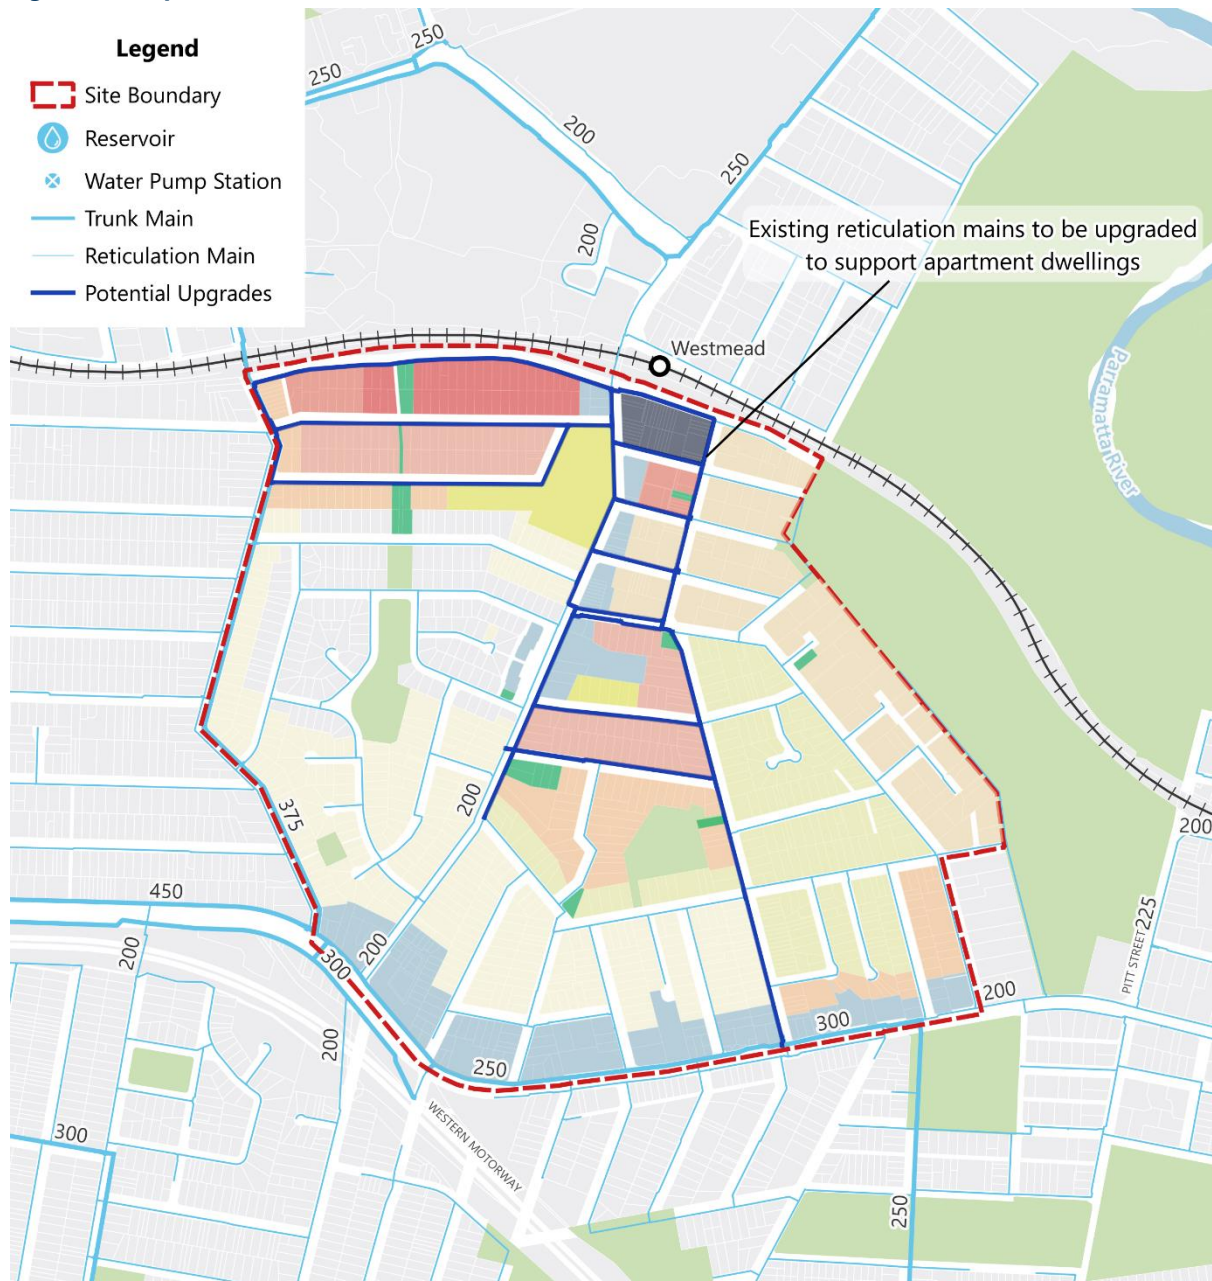 Legend
Site Boundary
Reservoir
Water Pump Station
Trunk Main
Reticulation Main
Potential Upgrades
250
250
200
250
200
Existing reticulation mains to be upgraded
to support apartment dwellings
Westmead
Parramatta River
375
200
200
450
200
300
200
200
225
PITT STREET
200
300
250
WESTERN MOTORWAY
300
250